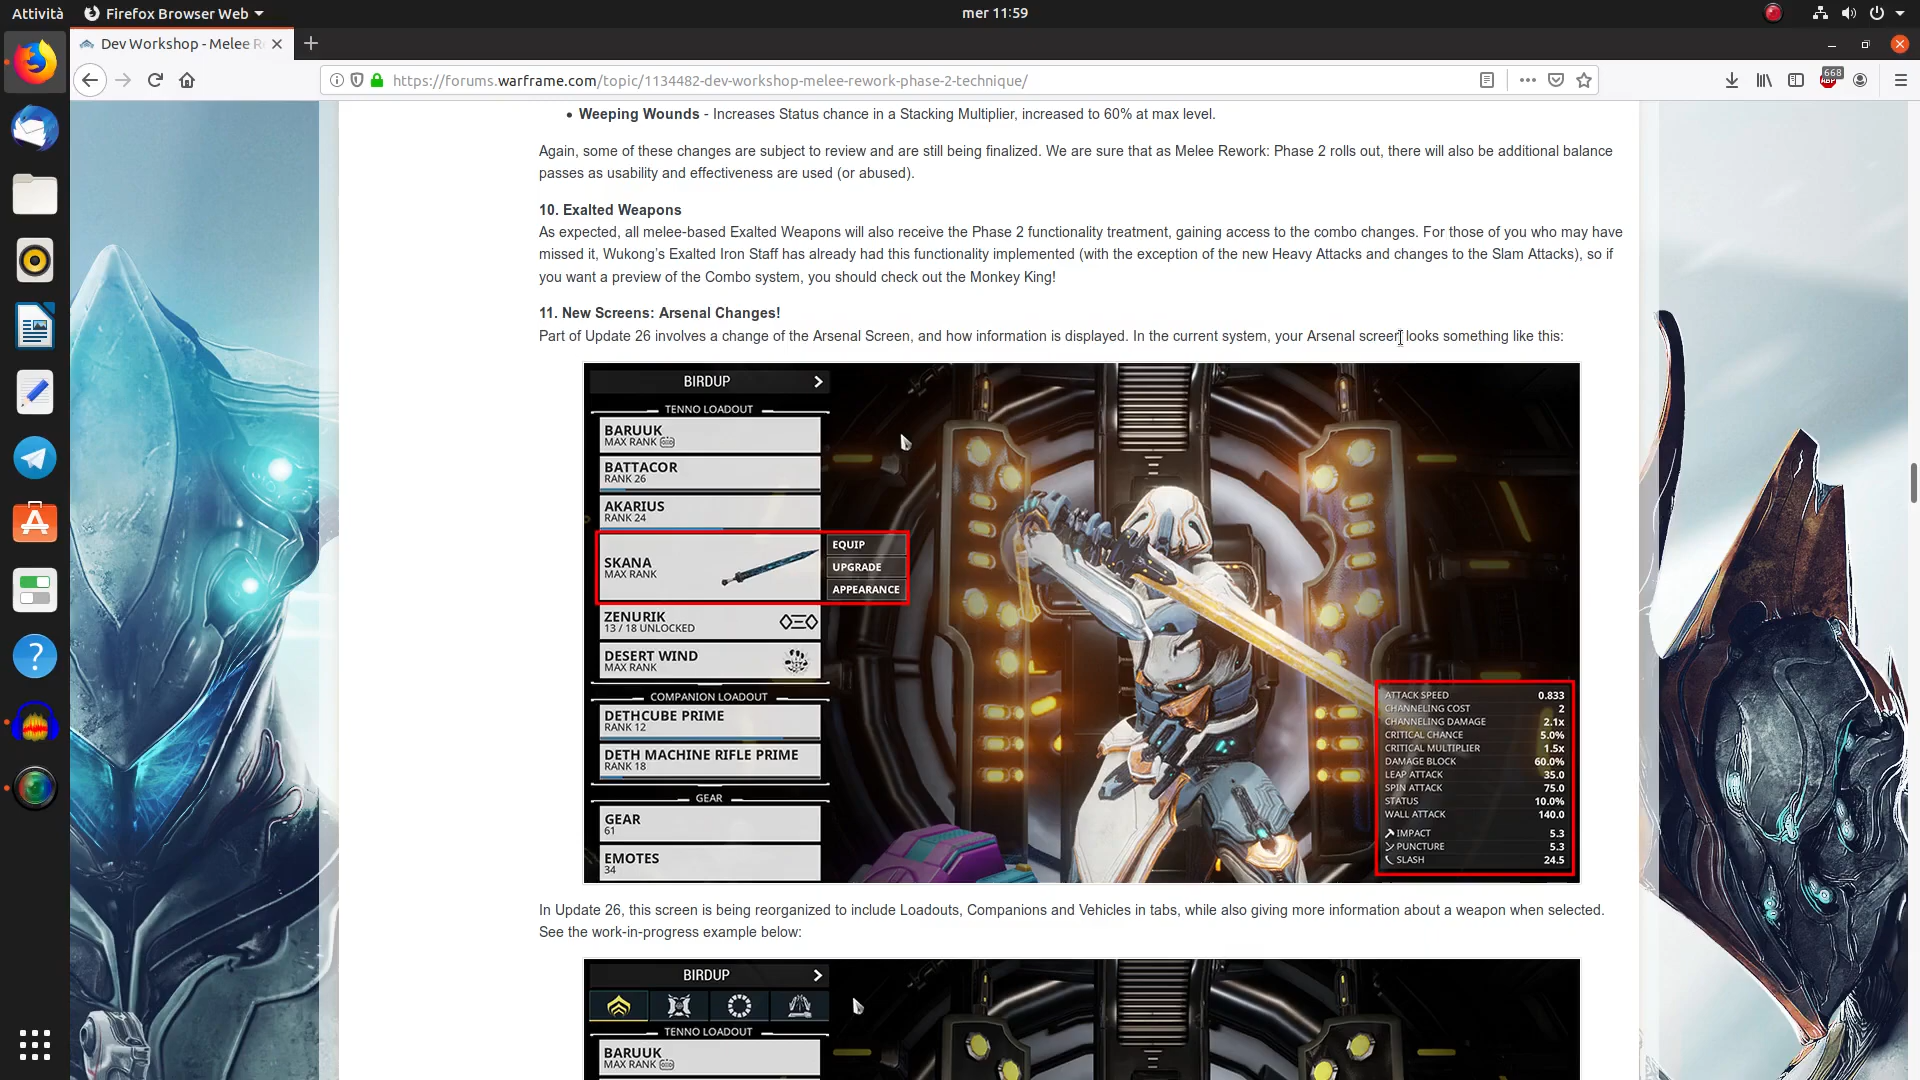 Attività
Firefox Browser Web
mer 11:59
Dev Workshop - Melee R
https://forums.warframe.com/topic/1134482-dev-workshop-melee-rework-phase-2-technique/
668
ABP
• Weeping Wounds - Increases Status chance in a Stacking Multiplier, increased to 60% at max level.
Again, some of these changes are subject to review and are still being finalized. We are sure that as Melee Rework: Phase 2 rolls out, there will also be additional balance
passes as usability and effectiveness are used (or abused).
10. Exalted Weapons
As expected, all melee-based Exalted Weapons will also receive the Phase 2 functionality treatment, gaining access to the combo changes. For those of you who may have
missed it, Wukong’s Exalted Iron Staff has already had this functionality implemented (with the exception of the new Heavy Attacks and changes to the Slam Attacks), so if
you want a preview of the Combo system, you should check out the Monkey King!
11. New Screens: Arsenal Changes!
Part of Update 26 involves a change of the Arsenal Screen, and how information is displayed. In the current system, your Arsenal screen looks something like this:
BIRDUP
TENNO LOADOUT
BARUUK
MAX RANK
BATTACOR
RANK 26
AKARIUS
RANK 24
SKANA
MAX RANK
EQUIP
UPGRADE
APPEARANCE
ZENURIK
13 / 18 UNLOCKED
DESERT WIND
MAX RANK
COMPANION LOADOUT
DETHCUBE PRIME
RANK 12
DETH MACHINE RIFLE PRIME
RANK 18
GEAR
GEAR
61
EMOTES
34
ATTACK SPEED 0.833
CHANNELING COST 2
CHANNELING DAMAGE 2.1x
CRITICAL CHANCE 5.0%
CRITICAL MULTIPLIER 1.5x
DAMAGE BLOCK 60.0%
LEAP ATTACK 35.0
SPIN ATTACK 75.0
STATUS 10.0%
WALL ATTACK 140.0
IMPACT 5.3
PUNCTURE 5.3
SLASH 24.5
In Update 26, this screen is being reorganized to include Loadouts, Companions and Vehicles in tabs, while also giving more information about a weapon when selected.
See the work-in-progress example below:
BIRDUP
TENNO LOADOUT
BARUUK
MAX RANK